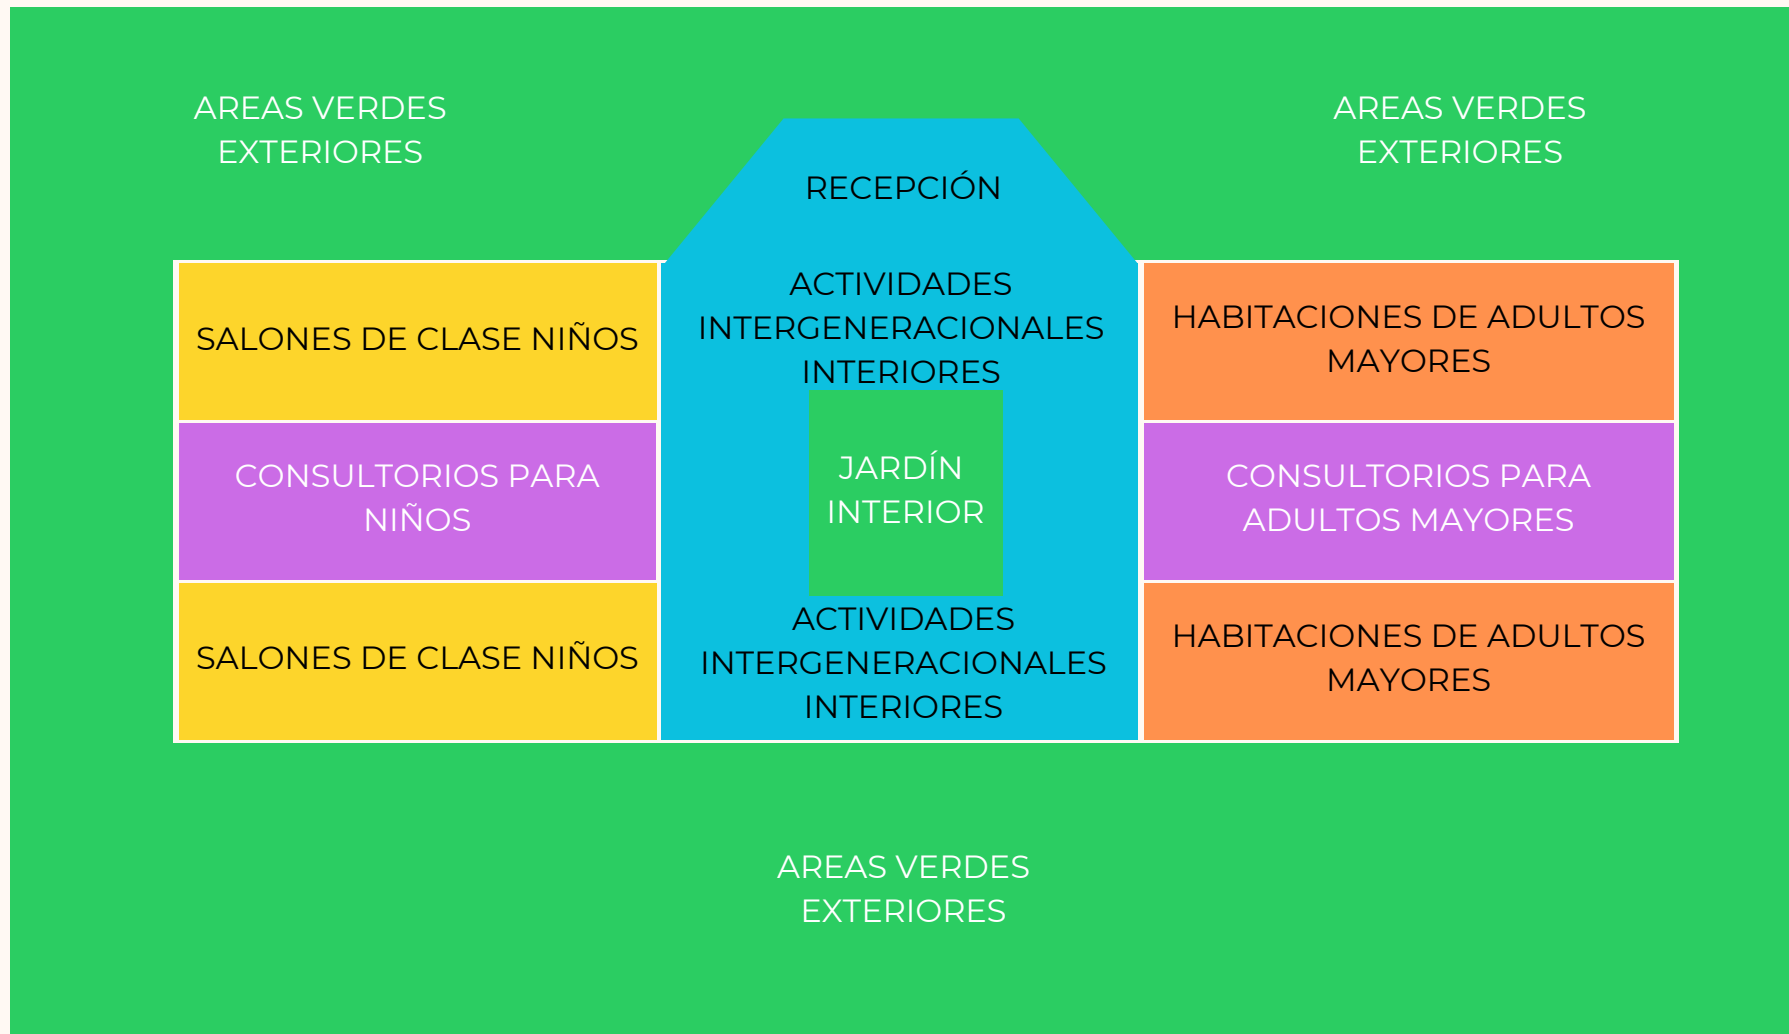 AREAS VERDES
EXTERIORES
AREAS VERDES
EXTERIORES
RECEPCIÓN
ACTIVIDADES
INTERGENERACIONALES
INTERIORES
SALONES DE CLASE NIÑOS
HABITACIONES DE ADULTOS
MAYORES
CONSULTORIOS PARA
NIÑOS
JARDÍN
INTERIOR
CONSULTORIOS PARA
ADULTOS MAYORES
SALONES DE CLASE NIÑOS
ACTIVIDADES
INTERGENERACIONALES
INTERIORES
HABITACIONES DE ADULTOS
MAYORES
AREAS VERDES
EXTERIORES